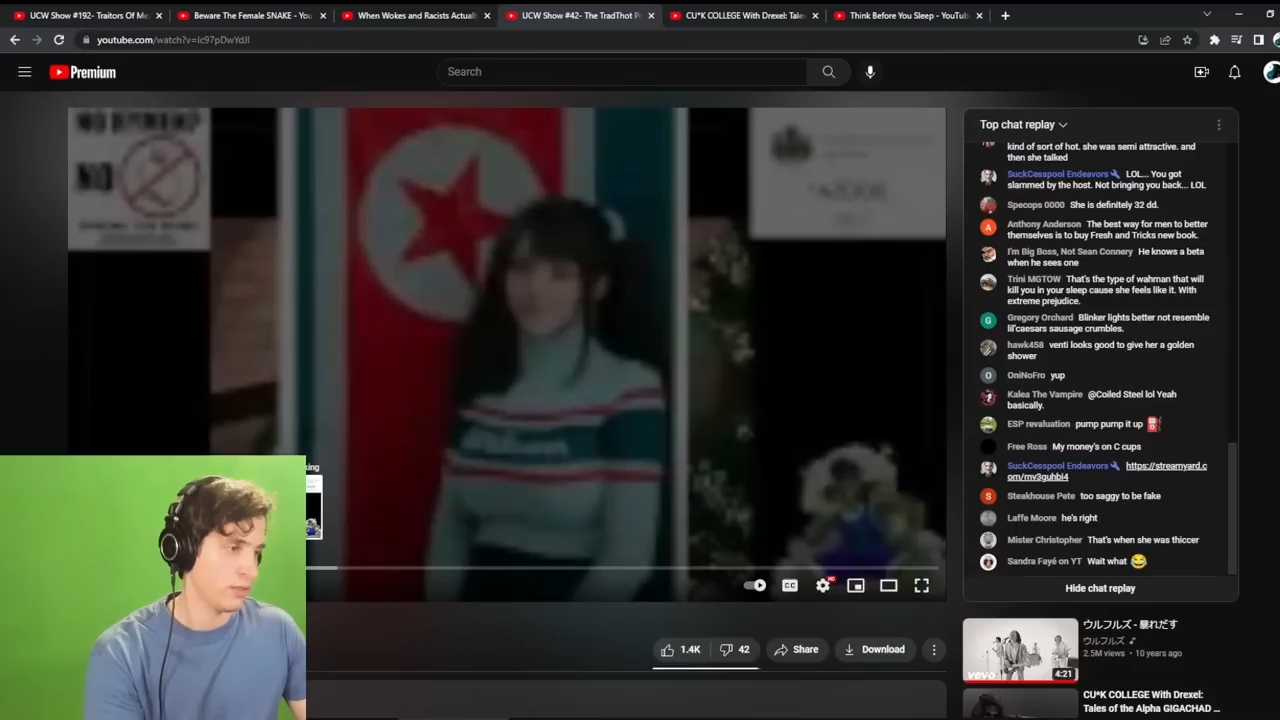 UCW Show #192- Traitors Of Me
Beware The Female SNAKE - You
When Wokes and Racists Actual
UCW Show #42- The TradThot P
CU*K COLLEGE With Drexel: Tales
Think Before You Sleep - YouTub
youtube.com/watch?v=Ic97pDwYdJI
Premium
Search
Top chat replay
kind of sort of hot. she was semi attractive. and
then she talked
SuckCesspool Endeavors LOL... You got
slammed by the host. Not bringing you back... LOL
Specops 0000 She is definitely 32 dd.
Anthony Anderson The best way for men to better
themselves is to buy Fresh and Tricks new book.
I'm Big Boss, Not Sean Connery He knows a beta
when he sees one
Trini MGTOW That's the type of wahman that will
kill you in your sleep cause she feels like it. With
extreme prejudice.
Gregory Orchard Blinker lights better not resemble
lil'caesars sausage crumbles.
hawk458 venti looks good to give her a golden
shower
OniNoFro yup
Kalea The Vampire @Coiled Steel lol Yeah
basically.
ESP revaluation pump pump it up
Free Ross My money's on C cups
SuckCesspool Endeavors https://streamyard.c
om/mv3guhbi4
Steakhouse Pete too saggy to be fake
Laffe Moore he's right
Mister Christopher That's when she was thiccer
Sandra Fayé on YT Wait what
Hide chat replay
NO
king
CC
HD
1.4K
42
Share
Download
ウルフルズ - 暴れだす
ウルフルズ
2.5M views • 10 years ago
vevo
4:21
CU*K COLLEGE With Drexel:
Tales of the Alpha GIGACHAD ...